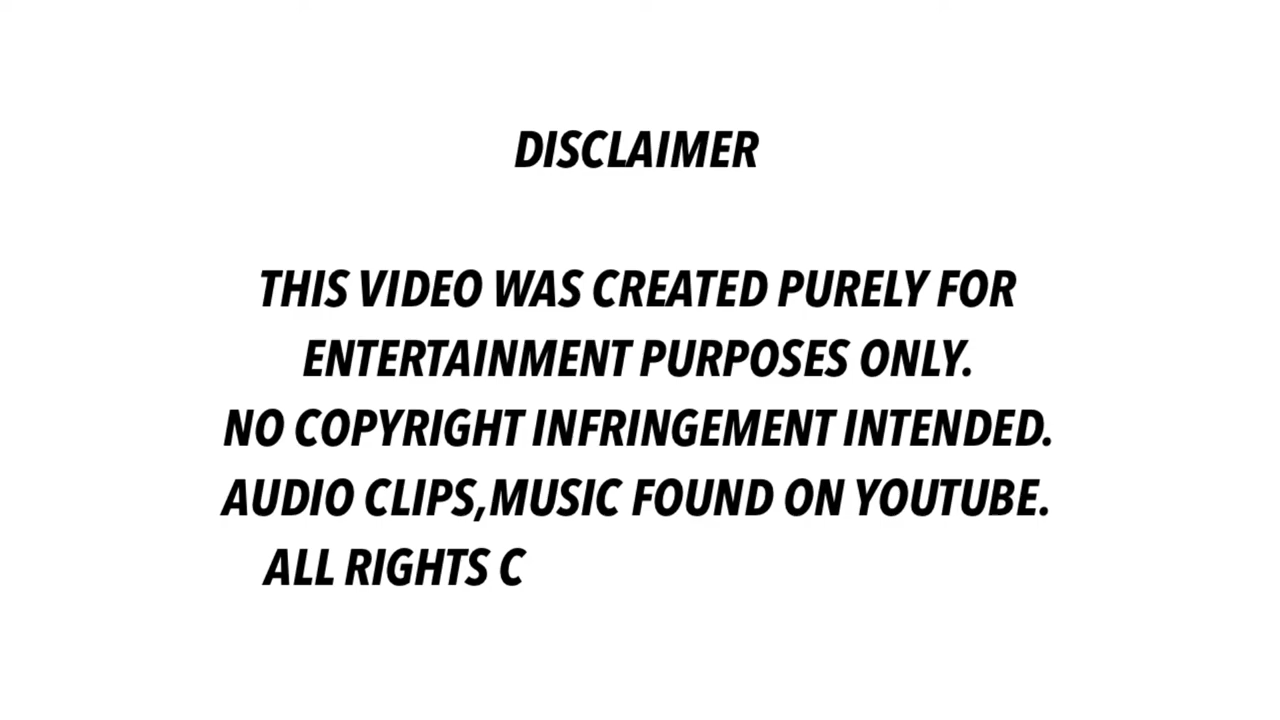 DISCLAIMER
THIS VIDEO WAS CREATED PURELY FOR
ENTERTAINMENT PURPOSES ONLY.
NO COPYRIGHT INFRINGEMENT INTENDED.
AUDIO CLIPS,MUSIC FOUND ON YOUTUBE.
ALL RIGHTS C